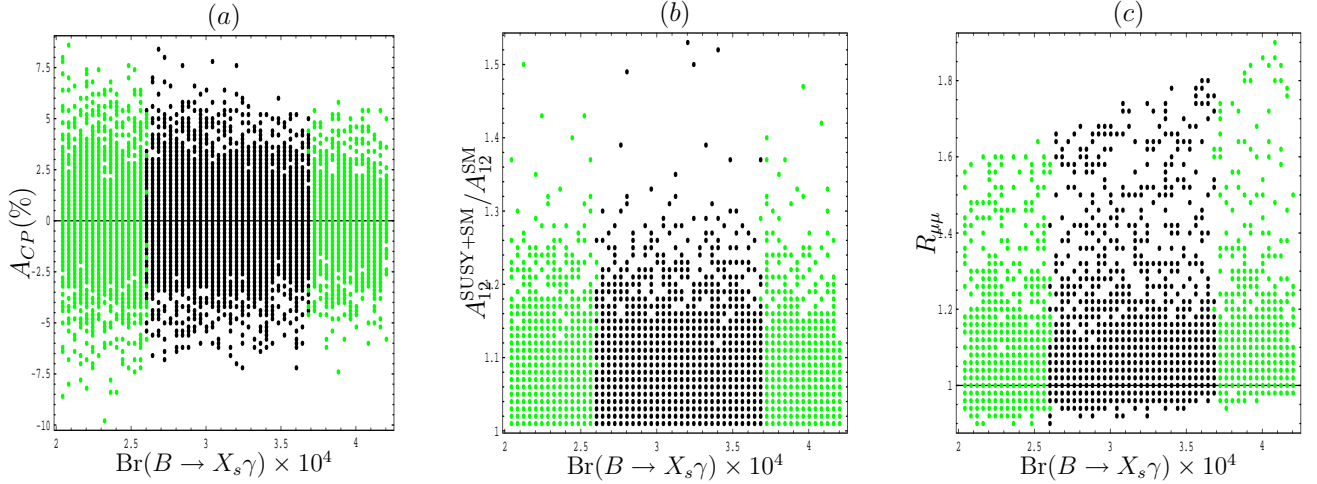 (a)
7.5
5
2.5
0
-2.5
-5
-7.5
-10
A_{CP}(%)
2 2.5 3 3.5 4
Br(B → X_sγ) × 10^4
(b)
1.5
1.4
1.3
1.2
1.1
1
A_{12}^{SUSY+SM}/A_{12}^{SM}
2 2.5 3 3.5 4
Br(B → X_sγ) × 10^4
(c)
1.8
1.6
1.4
1.2
1
R_{μμ}
2 2.5 3 3.5 4
Br(B → X_sγ) × 10^4